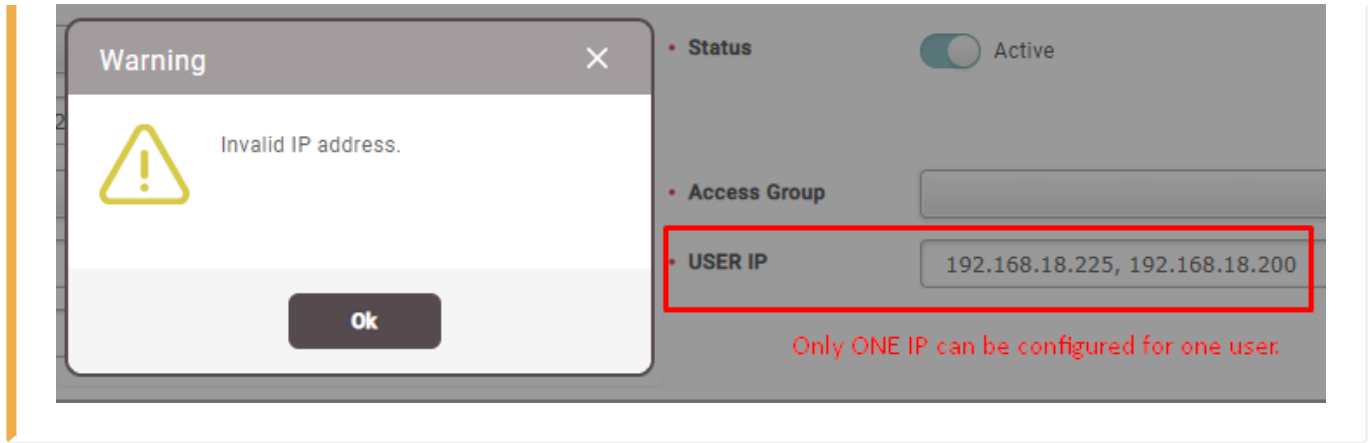 Warning
Invalid IP address.
Ok
2
Status
Active
Access Group
USER IP
192.168.18.225, 192.168.18.200
Only ONE IP can be configured for one user.